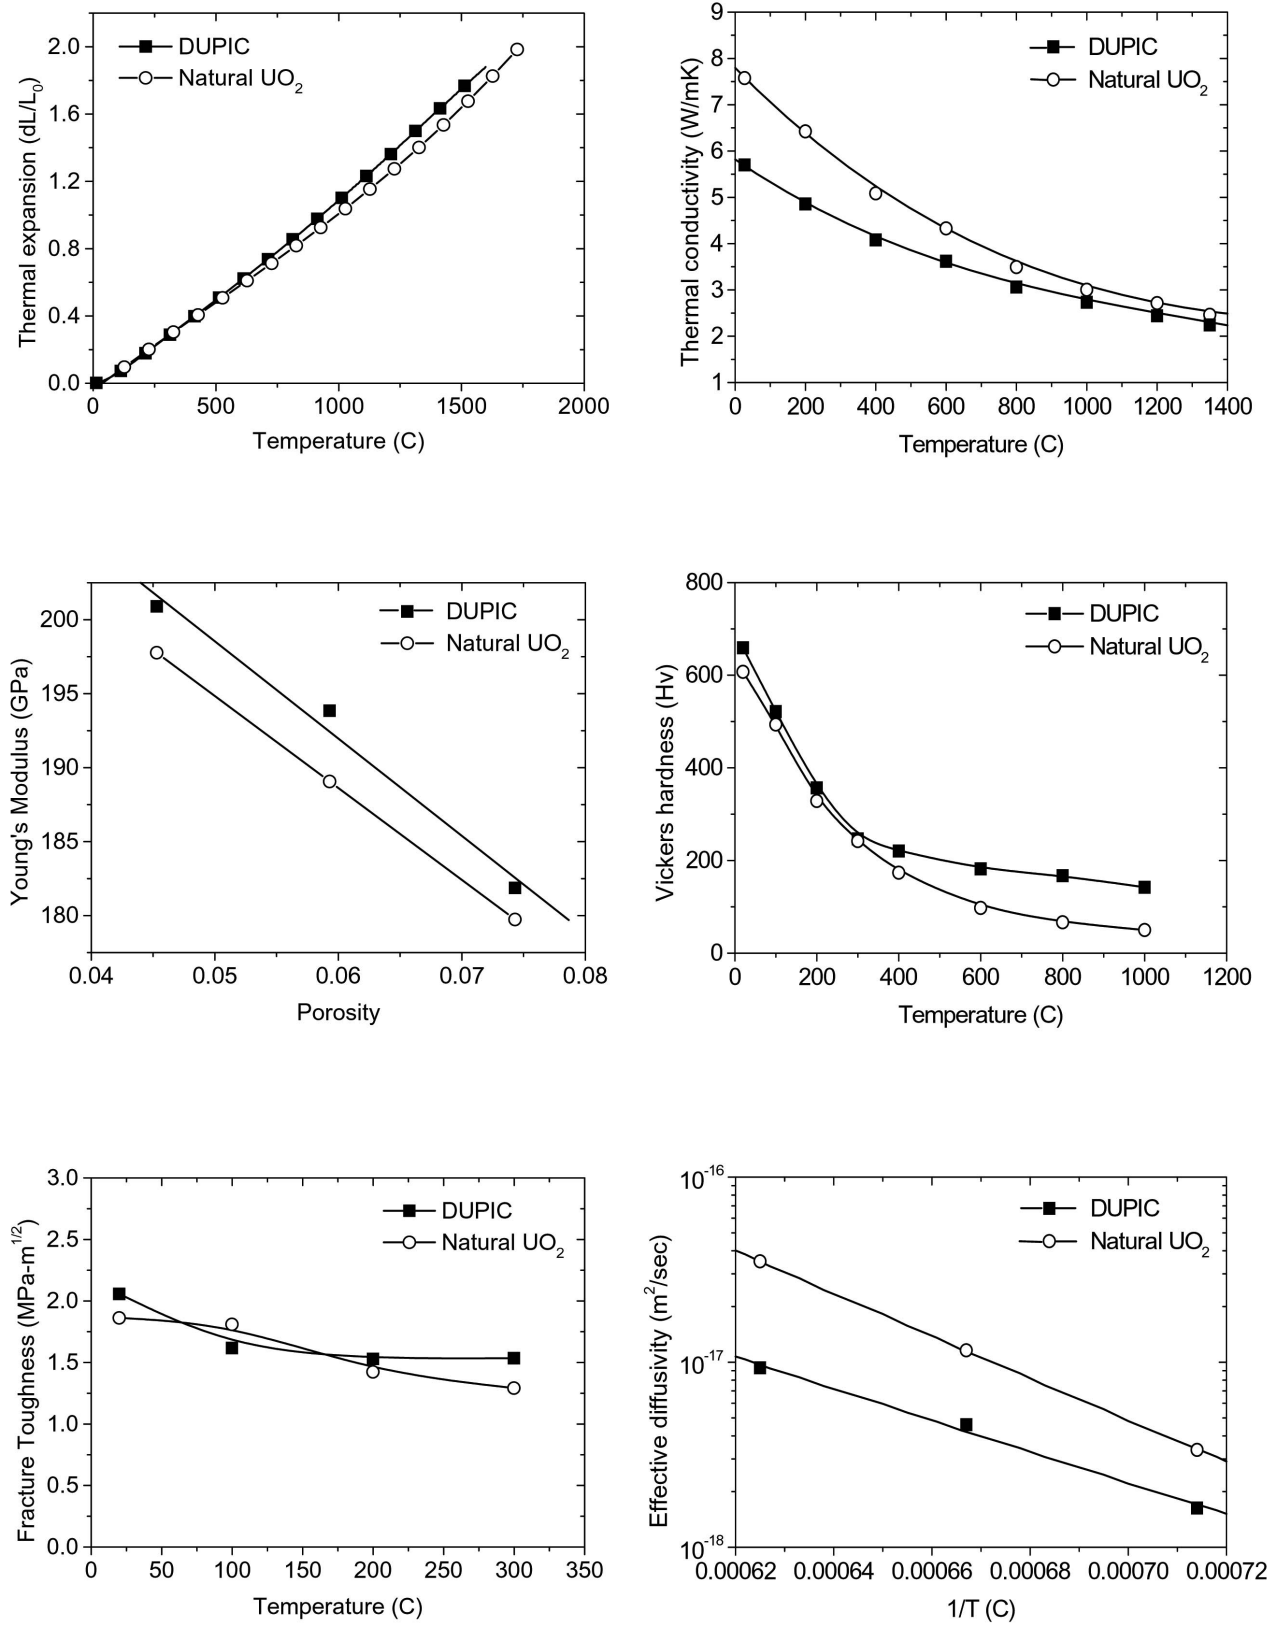 Thermal expansion (dL/L₀)
2.0
1.6
1.2
0.8
0.4
0.0
DUPIC
Natural UO₂
0 500 1000 1500 2000
Temperature (C)
Thermal conductivity (W/mK)
9
8
7
6
5
4
3
2
1
DUPIC
Natural UO₂
0 200 400 600 800 1000 1200 1400
Temperature (C)
Young's Modulus (GPa)
200
195
190
185
180
DUPIC
Natural UO₂
0.04 0.05 0.06 0.07 0.08
Porosity
Vickers hardness (Hv)
800
600
400
200
0
DUPIC
Natural UO₂
0 200 400 600 800 1000 1200
Temperature (C)
Fracture Toughness (MPa-m¹/²)
3.0
2.5
2.0
1.5
1.0
0.5
0.0
DUPIC
Natural UO₂
0 50 100 150 200 250 300 350
Temperature (C)
Effective diffusivity (m²/sec)
10⁻¹⁶
10⁻¹⁷
10⁻¹⁸
DUPIC
Natural UO₂
0.00062 0.00064 0.00066 0.00068 0.00070 0.00072
1/T (C)